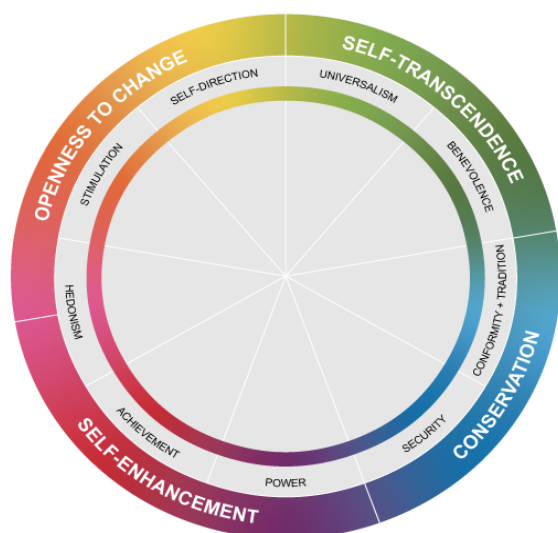 OPENNESS TO CHANGE
SELF-TRANSCENDENCE
SELF-DIRECTION
UNIVERSALISM
STIMULATION
BENEVOLENCE
HEDONISM
CONFORMITY + TRADITION
ACHIEVEMENT
SECURITY
POWER
SELF-ENHANCEMENT
CONSERVATION